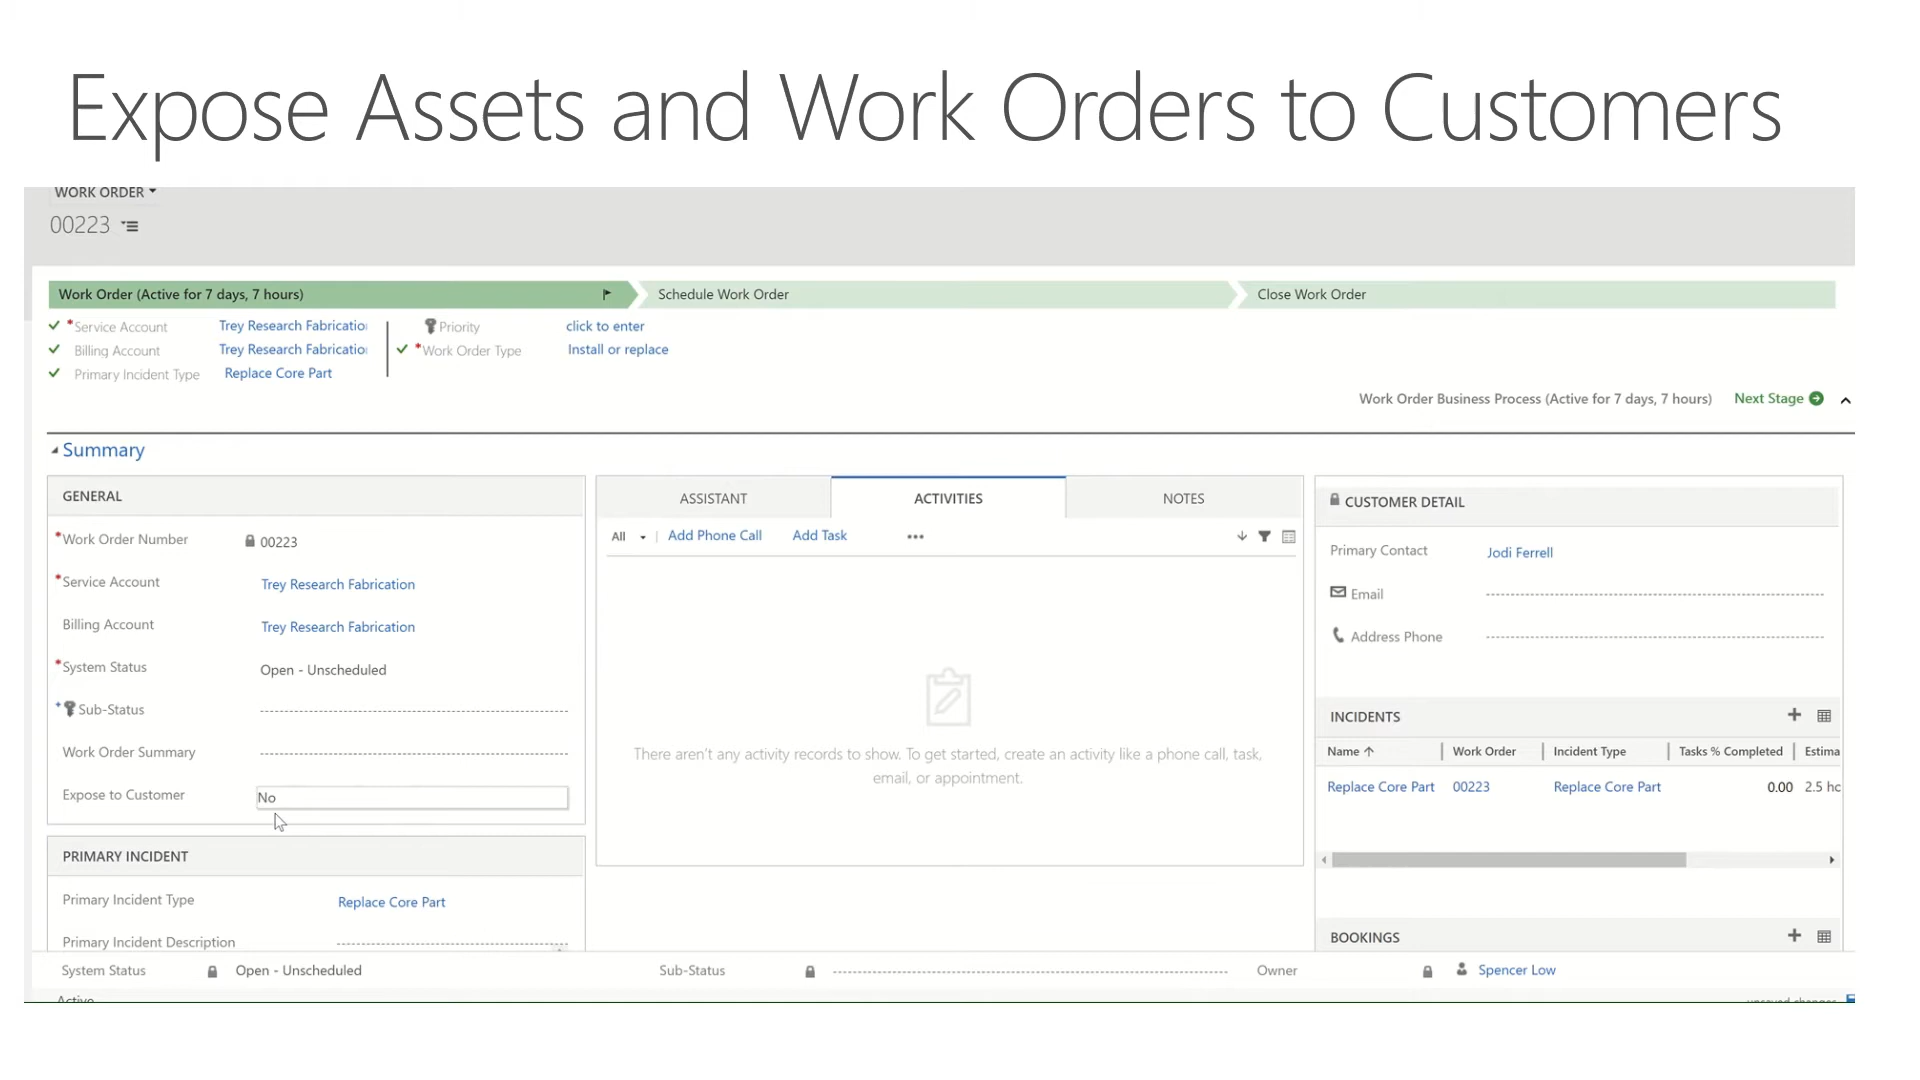 Expose Assets and Work Orders to Customers
WORK ORDER
00223
Work Order (Active for 7 days, 7 hours)
Schedule Work Order
Close Work Order
*Service Account Trey Research Fabricatio
Billing Account Trey Research Fabricatio
Primary Incident Type Replace Core Part
Priority click to enter
*Work Order Type Install or replace
Work Order Business Process (Active for 7 days, 7 hours) Next Stage
Summary
GENERAL
*Work Order Number 00223
*Service Account Trey Research Fabrication
Billing Account Trey Research Fabrication
*System Status Open - Unscheduled
*Sub-Status
Work Order Summary
Expose to Customer No
PRIMARY INCIDENT
Primary Incident Type Replace Core Part
Primary Incident Description
ASSISTANT ACTIVITIES NOTES
All | Add Phone Call Add Task •••
There aren't any activity records to show. To get started, create an activity like a phone call, task,
email, or appointment.
CUSTOMER DETAIL
Primary Contact Jodi Ferrell
Email
Address Phone
INCIDENTS
Name Work Order Incident Type Tasks % Completed Estima
Replace Core Part 00223 Replace Core Part 0.00 2.5 hc
BOOKINGS
System Status Open - Unscheduled Sub-Status Owner Spencer Low
Active
unsaved changes